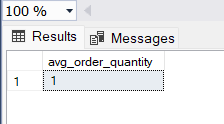 100 %
Results Messages
avg_order_quantity
1 1